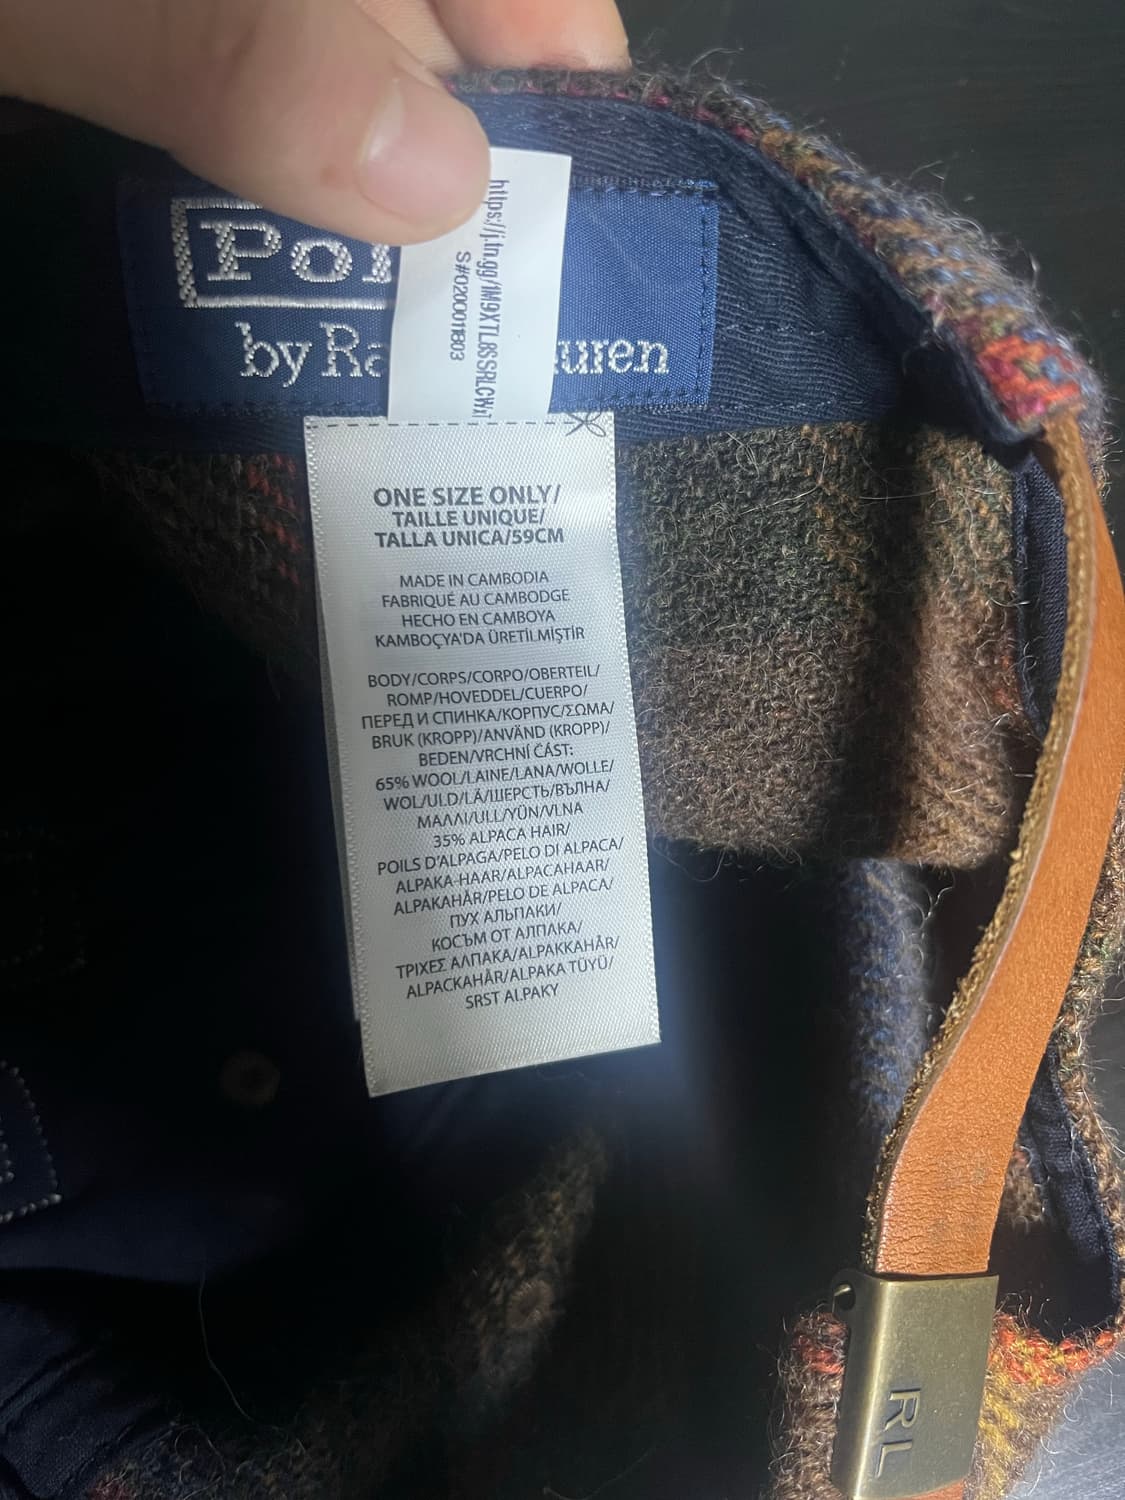 Pol
by Ra uren
https://j.tn.gg/1M9XTL8SSRLCW
S#0200011803
ONE SIZE ONLY/
TAILLE UNIQUE/
TALLA UNICA/59CM
MADE IN CAMBODIA
FABRIQUÉ AU CAMBODGE
HECHO EN CAMBOYA
KAMBOÇYA'DA ÜRETİLMİŞTİR
BODY/CORPS/CORPO/OBERTEIL/
ROMP/HOVEDDEL/CUERPO/
ПЕРЕД И СПИНКА/КОРПУС/ΣΩΜΑ/
BRUK (KROPP)/ANVÄND (KROPP)/
BEDEN/VRCHNÍ ČÁST:
65% WOOL/LAINE/LANA/WOLLE/
WOL/ULD/LÃ/ШЕРСТЬ/ВЪЛНА/
ΜΑΛΛΙ/ULL/YÜN/VLNA
35% ALPACA HAIR/
POILS D'ALPAGA/PELO DI ALPACA/
ALPAKA-HAAR/ALPACAHAAR/
ALPAKAHÅR/PELO DE ALPACA/
ПУХ АЛЬПАКИ/
КОСЪМ ОТ АЛПАКА/
ΤΡΙΧΕΣ ΑΛΠΑΚΑ/ALPAKKAHÅR/
ALPACKAHÅR/ALPAKA TÜYÜ/
SRST ALPAKY
RL